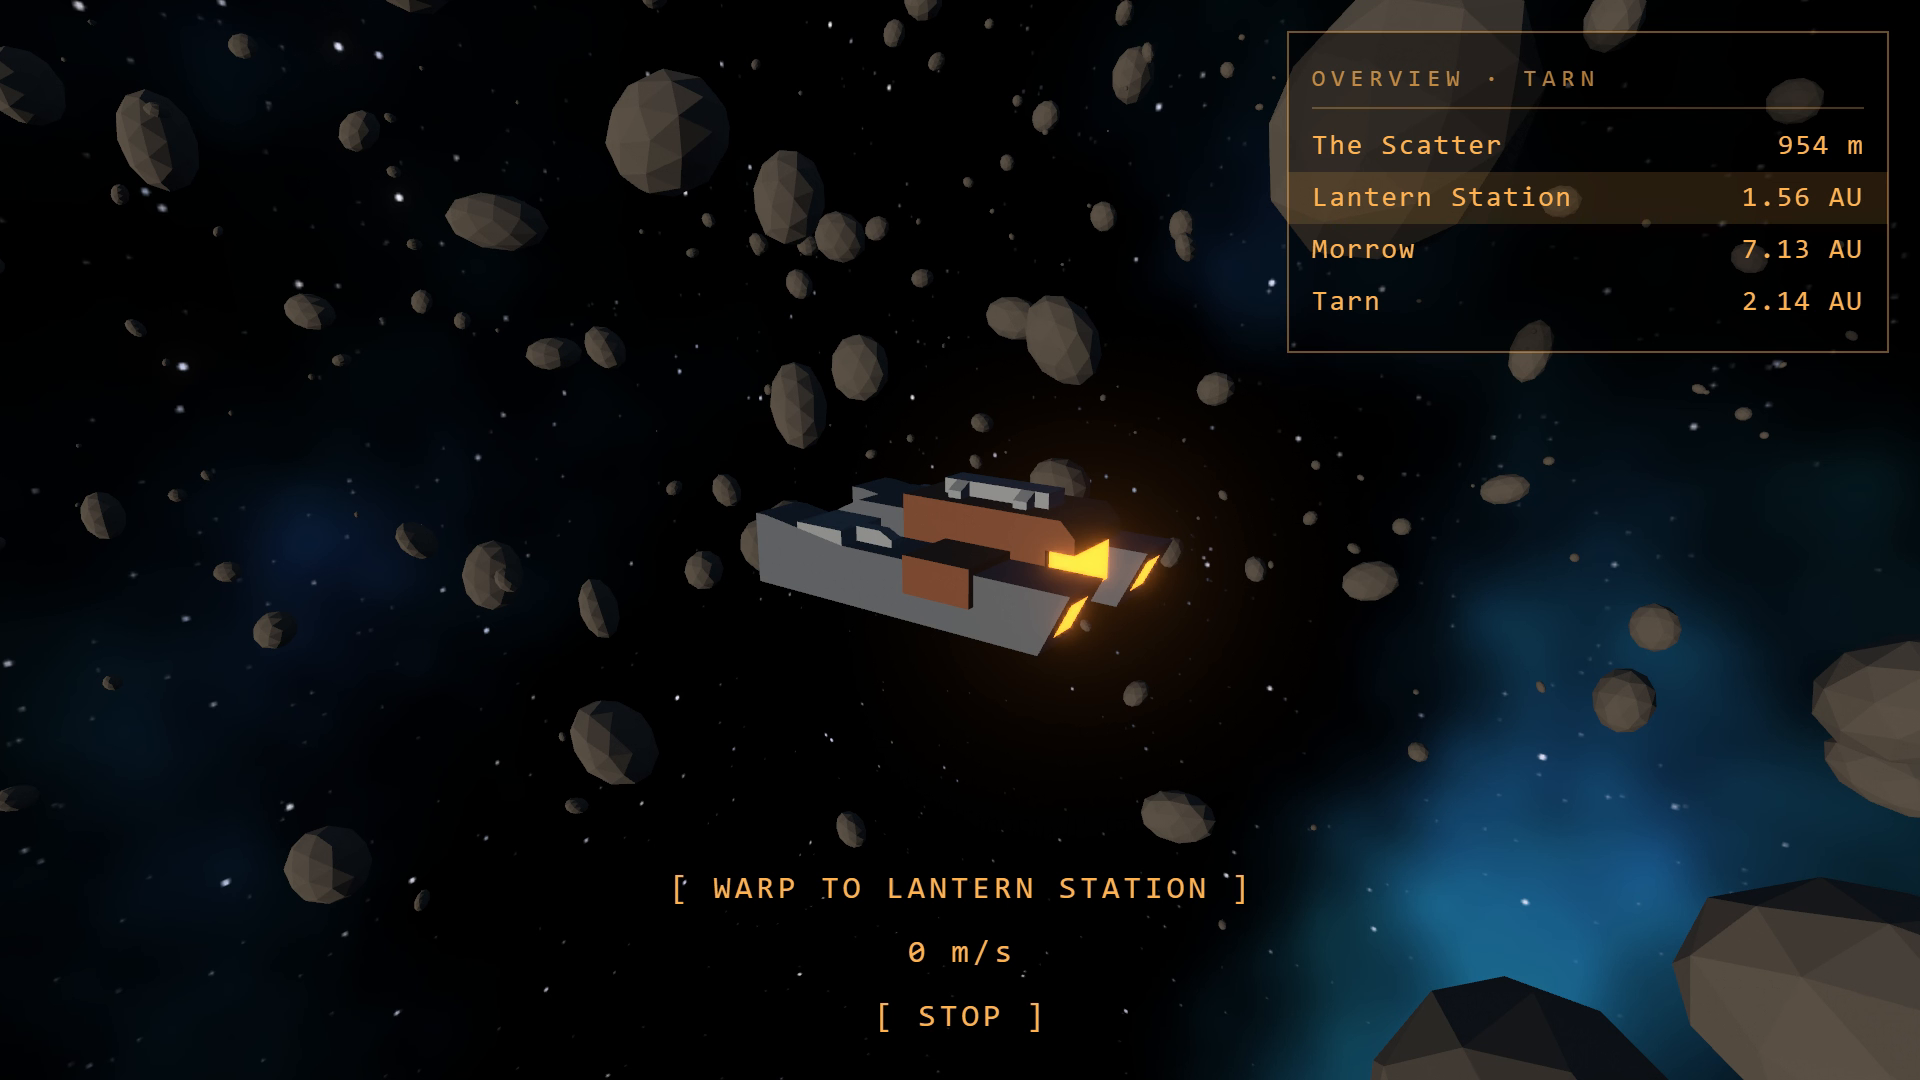 OVERVIEW · TARN
The Scatter 954 m
Lantern Station 1.56 AU
Morrow 7.13 AU
Tarn 2.14 AU
[ WARP TO LANTERN STATION ]
0 m/s
[ STOP ]